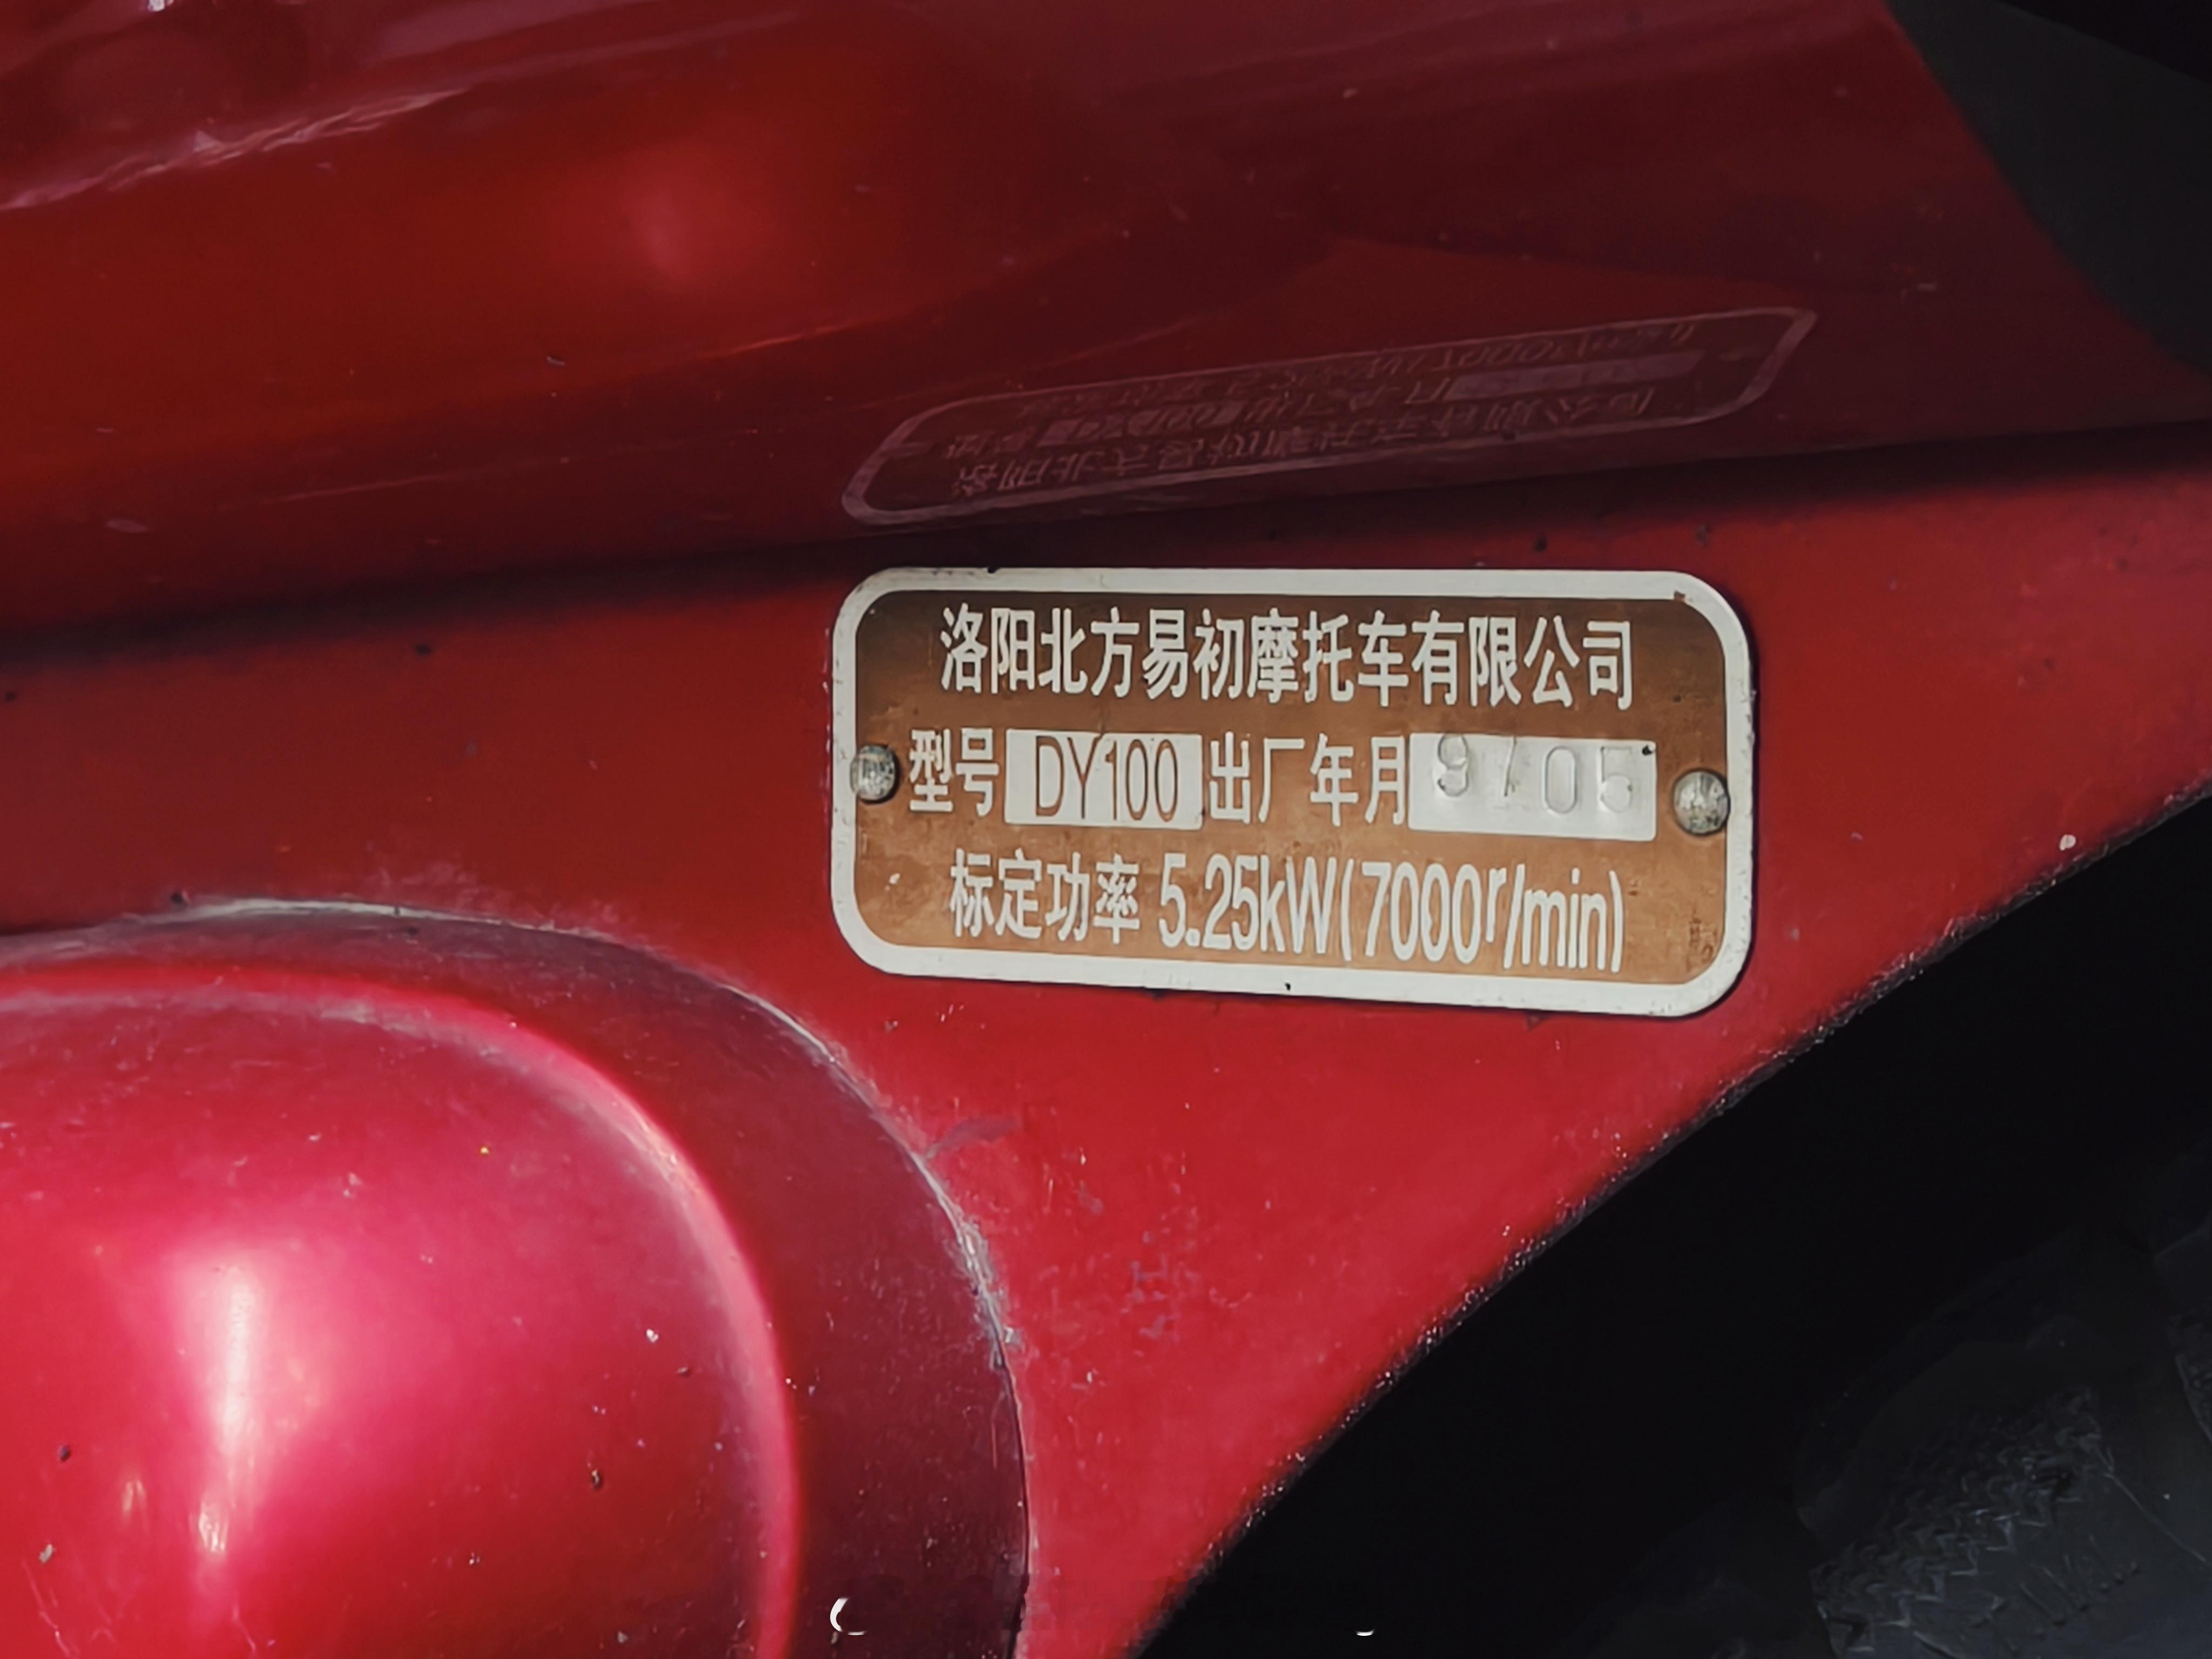 洛阳北方易初摩托车有限公司
型号 DY100 出厂年月 9705
标定功率 5.25kW(7000r/min)